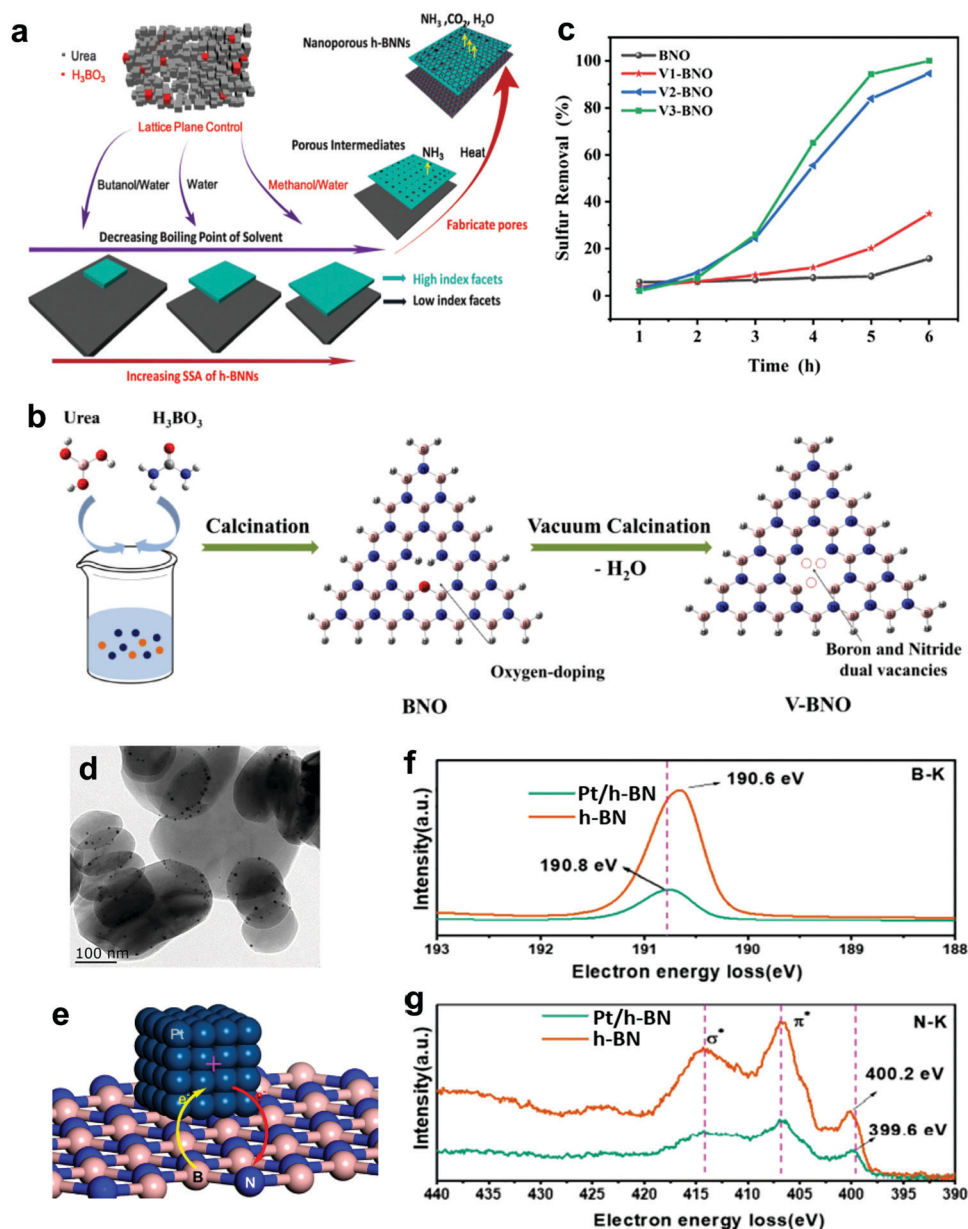 a
Urea
H₃BO₃
Lattice Plane Control
Butanol/Water
Water
Methanol/Water
Decreasing Boiling Point of Solvent
High index facets
Low index facets
Increasing SSA of h-BNNs
NH₃ ,CO₂, H₂O
Nanoporous h-BNNs
Porous Intermediates
NH₃
Heat
Fabricate pores
c
BNO
V1-BNO
V2-BNO
V3-BNO
Sulfur Removal (%)
100
80
60
40
20
0
1 2 3 4 5 6
Time (h)
b
Urea H₃BO₃
Calcination
Oxygen-doping
BNO
Vacuum Calcination
- H₂O
Boron and Nitride
dual vacancies
V-BNO
d
100 nm
e
Pt
+
e⁻
e⁻
B
N
f
B-K
Pt/h-BN
h-BN
190.6 eV
190.8 eV
Intensity(a.u.)
193 192 191 190 189 188
Electron energy loss(eV)
g
N-K
Pt/h-BN
h-BN
σ*
π*
400.2 eV
399.6 eV
Intensity(a.u.)
440 435 430 425 420 415 410 405 400 395 390
Electron energy loss(eV)